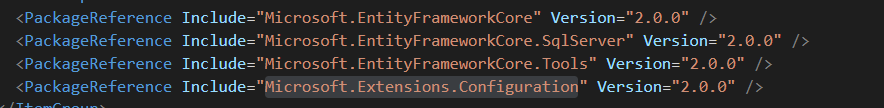 <PackageReference Include="Microsoft.EntityFrameworkCore" Version="2.0.0" />
<PackageReference Include="Microsoft.EntityFrameworkCore.SqlServer" Version="2.0.0" />
<PackageReference Include="Microsoft.EntityFrameworkCore.Tools" Version="2.0.0" />
<PackageReference Include="Microsoft.Extensions.Configuration" Version="2.0.0" />
</ItemGroup>